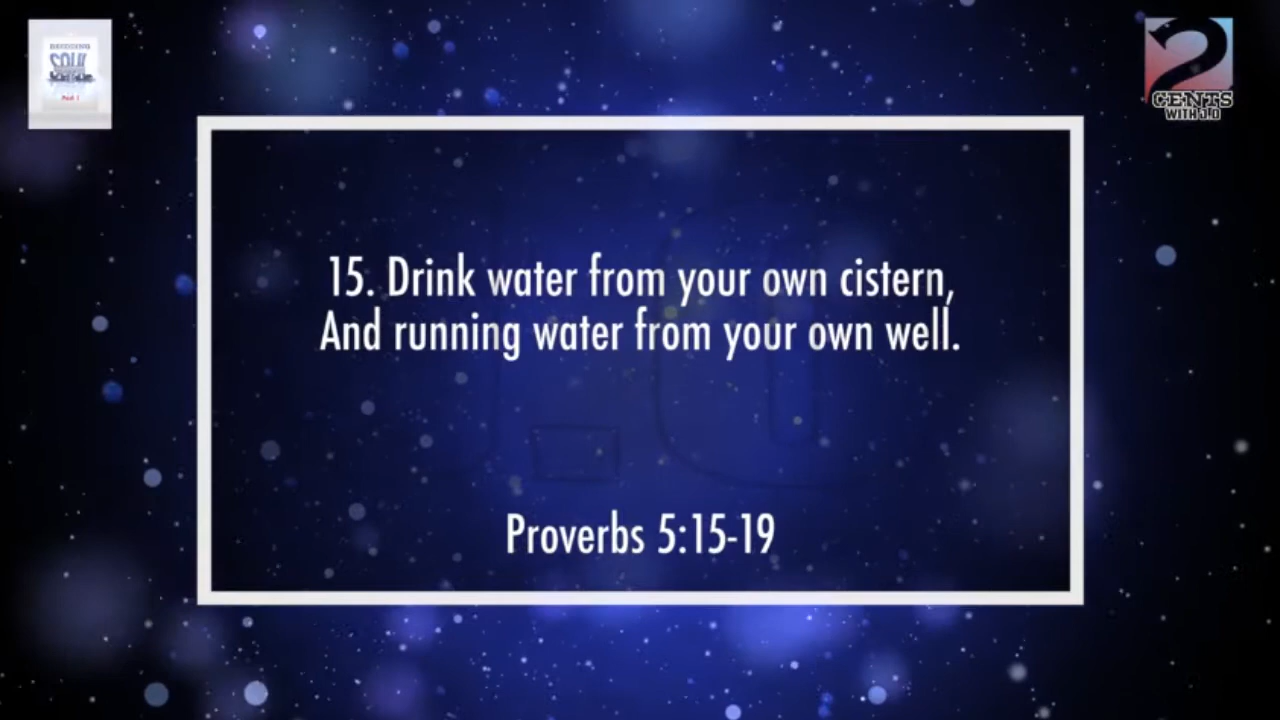 SOUL
2
CENTS
WITH J.D
15. Drink water from your own cistern,
And running water from your own well.
Proverbs 5:15-19